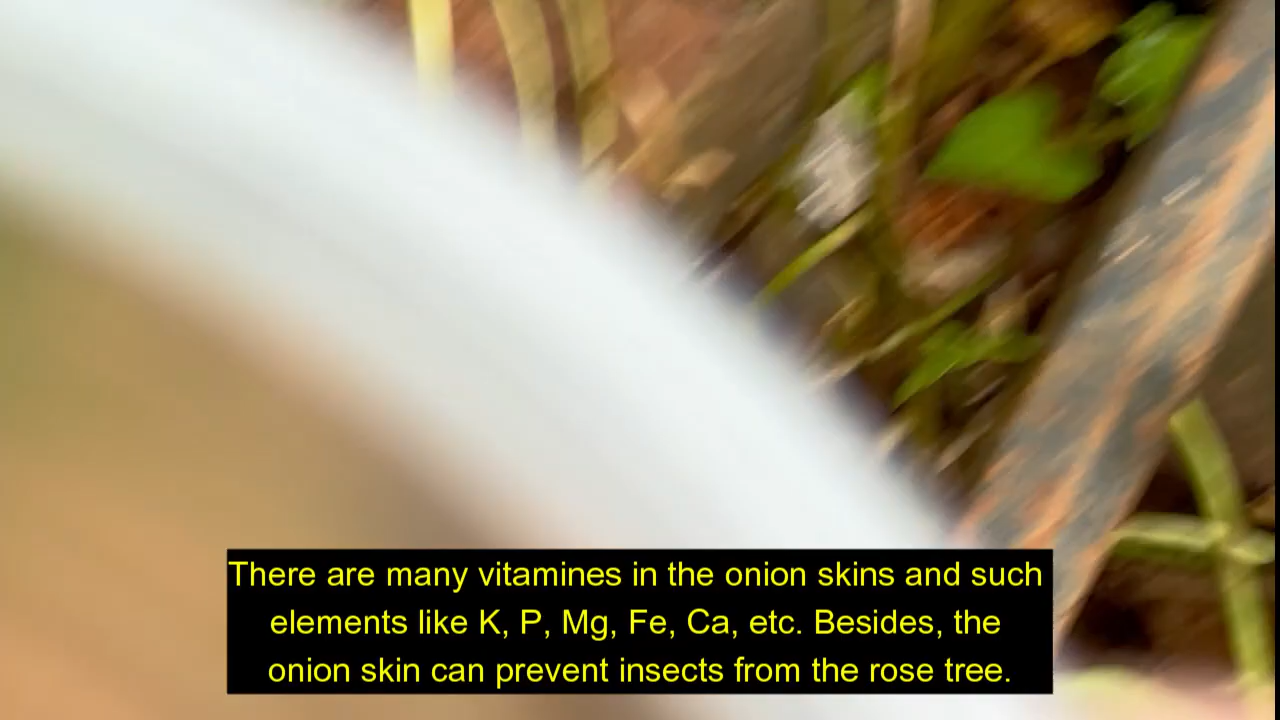 There are many vitamines in the onion skins and such
elements like K, P, Mg, Fe, Ca, etc. Besides, the
onion skin can prevent insects from the rose tree.